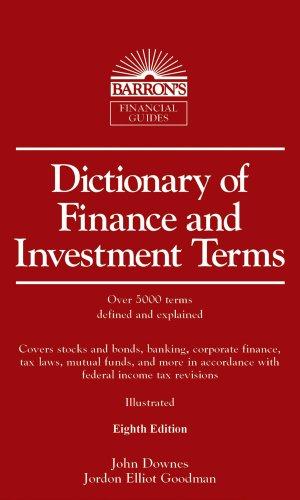 BARRON'S
FINANCIAL
GUIDES
Dictionary of
Finance and
Investment Terms
Over 5000 terms
defined and explained
Covers stocks and bonds, banking, corporate finance,
tax laws, mutual funds, and more in accordance with
federal income tax revisions
Illustrated
Eighth Edition
John Downes
Jordon Elliot Goodman